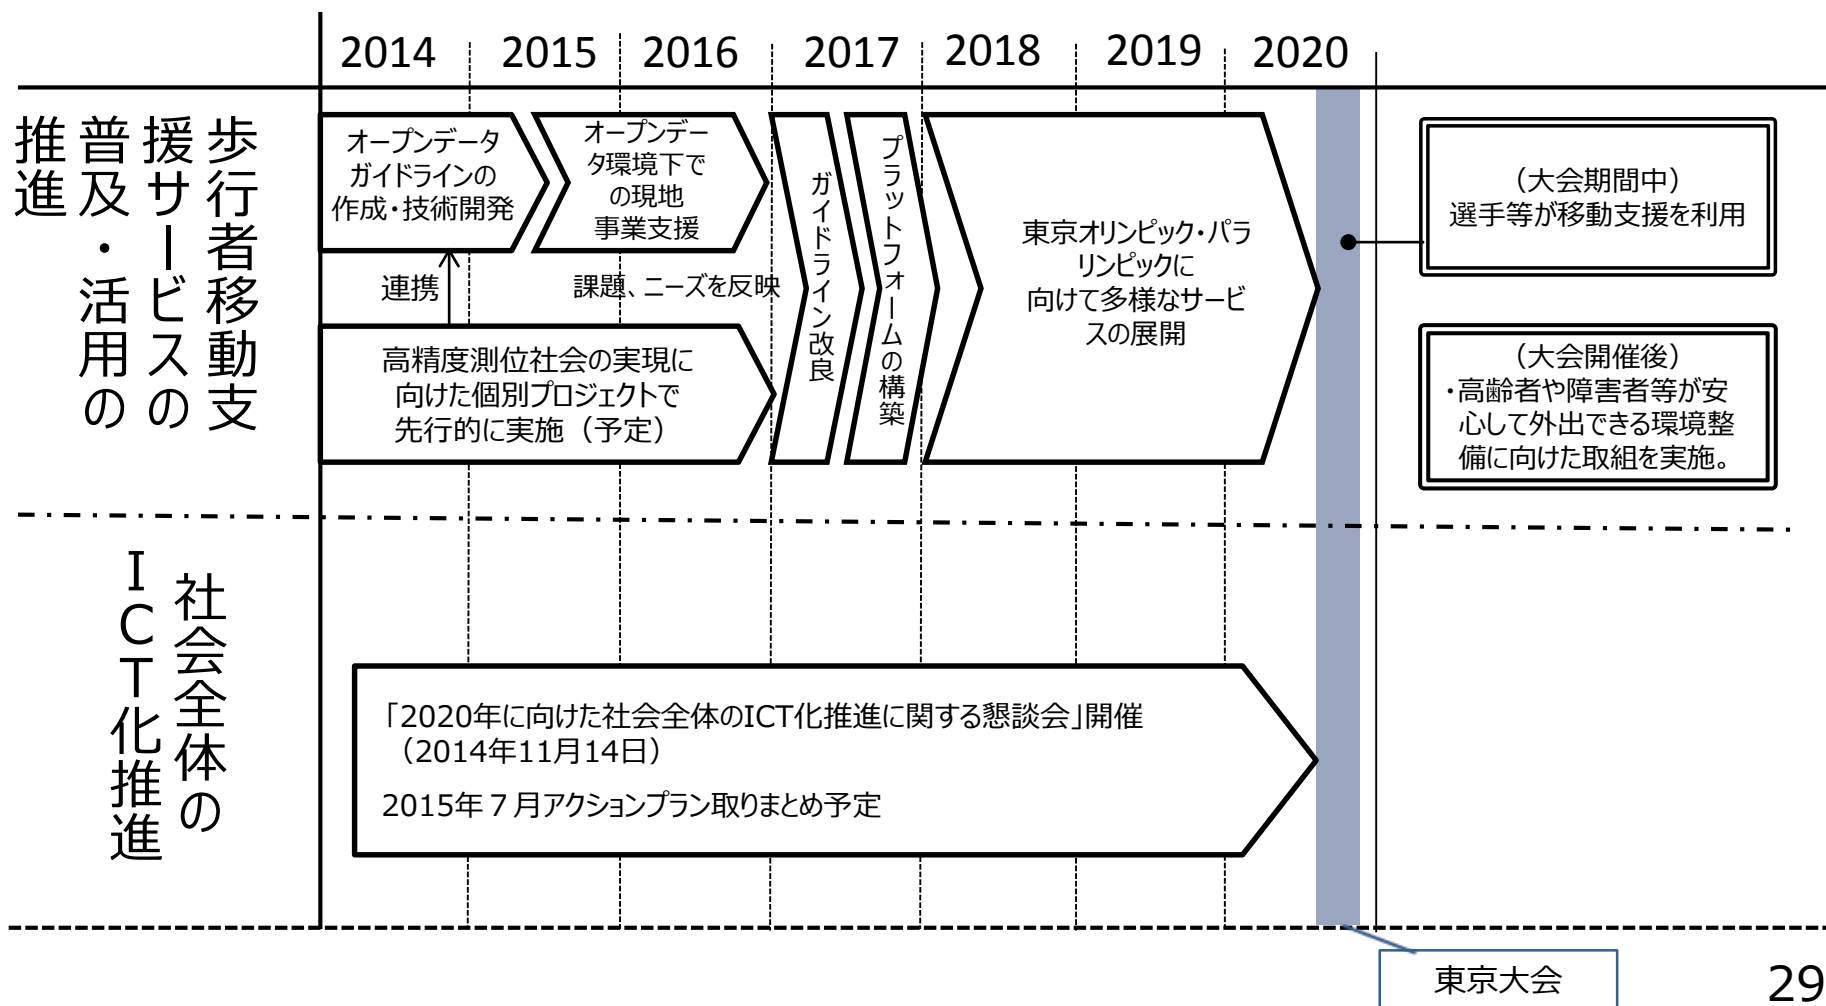 2014
2015
2016
2017
2018
2019
2020
歩行者移動支
援サービスの
普及・活用の
推進
オープンデータ
ガイドラインの
作成・技術開発
オープンデー
タ環境下で
の現地
事業支援
連携
課題、ニーズを反映
高精度測位社会の実現に
向けた個別プロジェクトで
先行的に実施（予定）
ガイドライン改良
プラットフォームの構築
東京オリンピック・パラ
リンピックに
向けて多様なサービ
スの展開
（大会期間中）
選手等が移動支援を利用
（大会開催後）
・高齢者や障害者等が安
心して外出できる環境整
備に向けた取組を実施。
社会全体の
ICT化推進
「2020年に向けた社会全体のICT化推進に関する懇談会」開催
（2014年11月14日）
2015年７月アクションプラン取りまとめ予定
東京大会
29